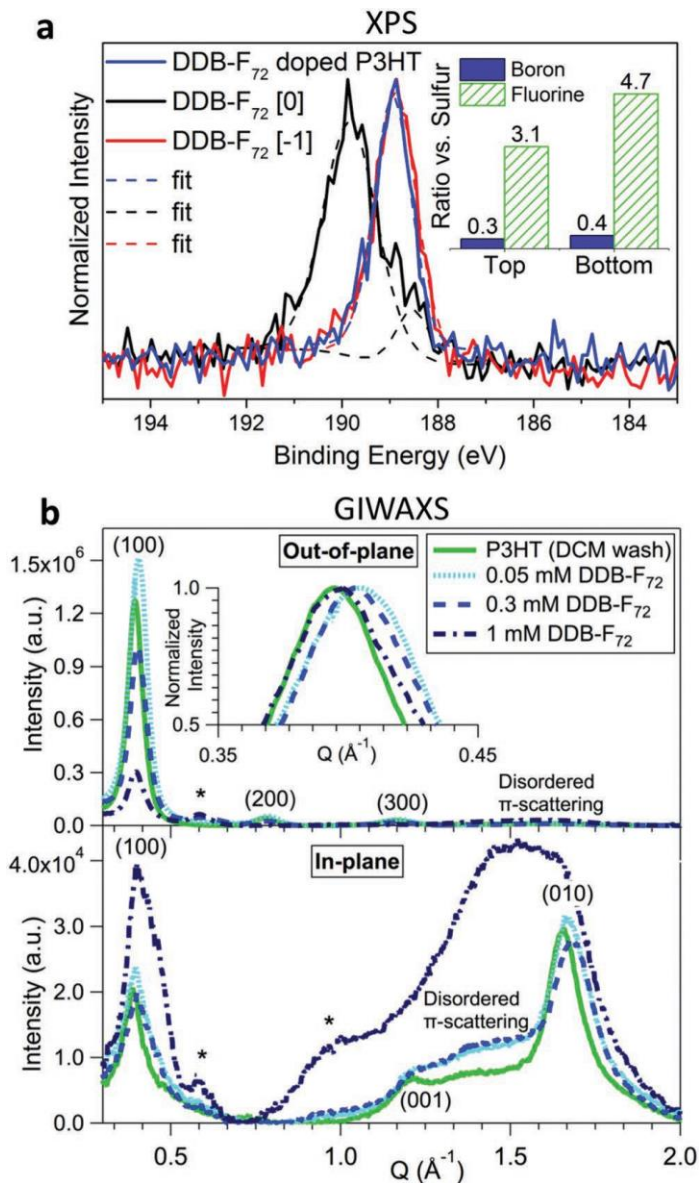 XPS
a
DDB-F₇₂ doped P3HT
DDB-F₇₂ [0]
DDB-F₇₂ [-1]
fit
fit
fit
Boron
Fluorine
Ratio vs. Sulfur
0.3
3.1
0.4
4.7
Top
Bottom
Normalized Intensity
194
192
190
188
186
184
Binding Energy (eV)
b
GIWAXS
(100)
Out-of-plane
P3HT (DCM wash)
0.05 mM DDB-F₇₂
0.3 mM DDB-F₇₂
1 mM DDB-F₇₂
1.5x10⁶
1.2
0.9
0.6
0.3
0.0
Intensity (a.u.)
Normalized
Intensity
1.0
0.5
0.35
0.45
Q (Å⁻¹)
*
(200)
(300)
Disordered
π-scattering
(100)
In-plane
(010)
4.0x10⁴
3.0
2.0
1.0
0.0
Intensity (a.u.)
*
*
Disordered
π-scattering
(001)
0.5
1.0
1.5
2.0
Q (Å⁻¹)